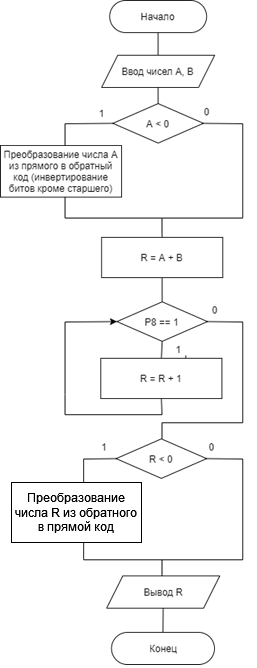 Начало
Ввод чисел A, B
1
0
A < 0
Преобразование числа A
из прямого в обратный
код (инвертирование
битов кроме старшего)
R = A + B
0
P8 == 1
1
R = R + 1
1
0
R < 0
Преобразование
числа R из обратного
в прямой код
Вывод R
Конец